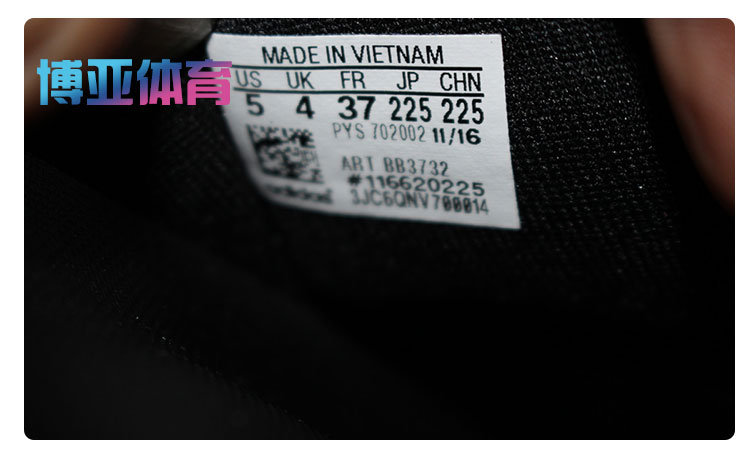 博亚体育
MADE IN VIETNAM
US UK FR JP CHN
5 4 37 225 225
PYS 702002 11/16
ART BB3732
#116620225
adidas 3JC6QNV700014